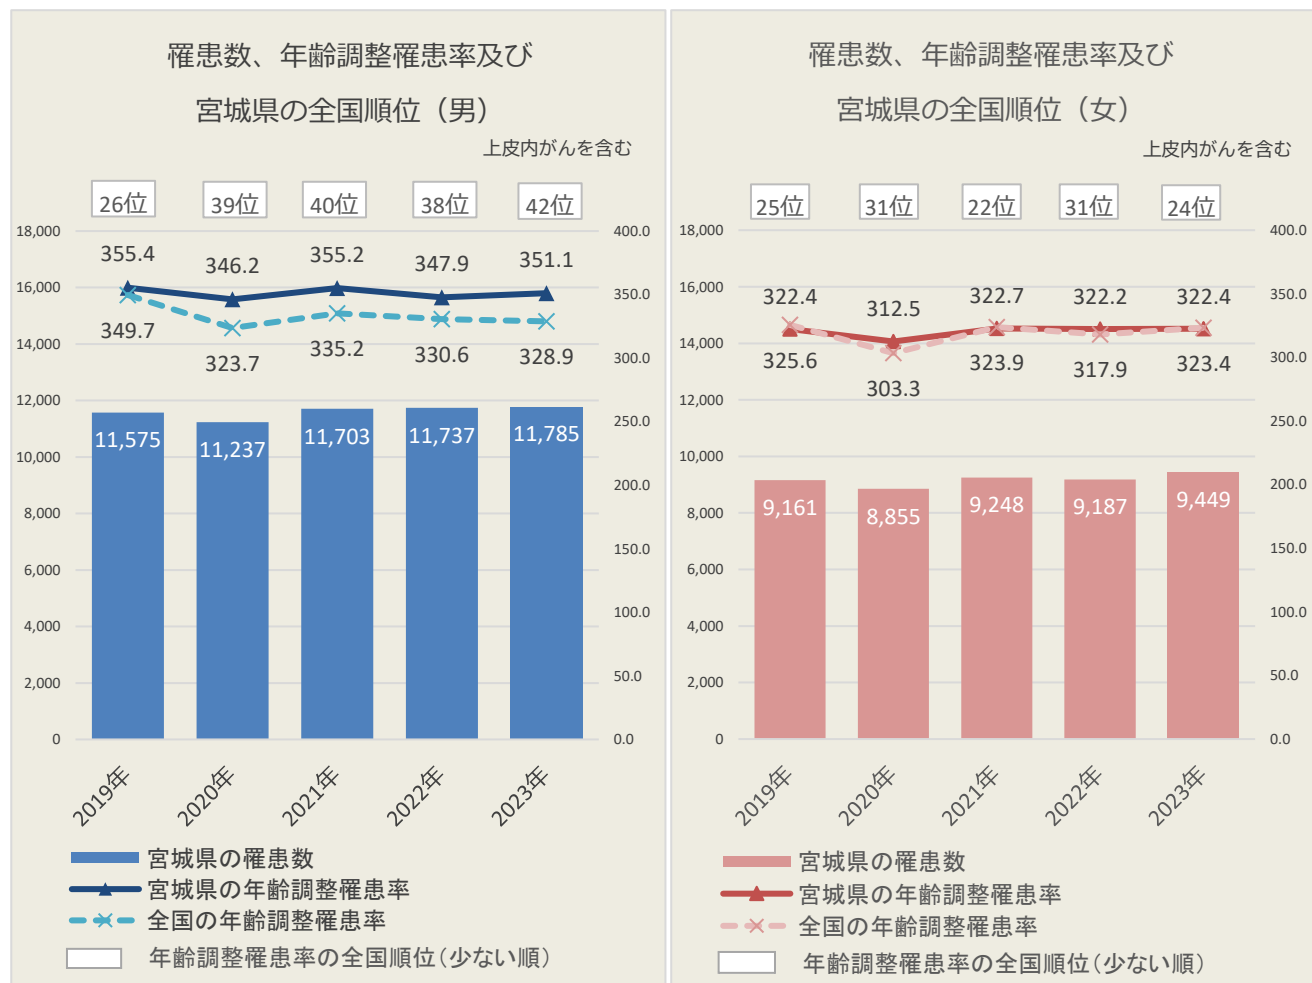 罹患数、年齢調整罹患率及び
宮城県の全国順位（男）
上皮内がんを含む
26位 39位 40位 38位 42位
18,000
16,000
14,000
12,000
10,000
8,000
6,000
4,000
2,000
0
400.0
350.0
300.0
250.0
200.0
150.0
100.0
50.0
0.0
355.4 346.2 355.2 347.9 351.1
349.7 323.7 335.2 330.6 328.9
11,575 11,237 11,703 11,737 11,785
2019年 2020年 2021年 2022年 2023年
宮城県の罹患数
宮城県の年齢調整罹患率
全国の年齢調整罹患率
年齢調整罹患率の全国順位（少ない順）
罹患数、年齢調整罹患率及び
宮城県の全国順位（女）
上皮内がんを含む
25位 31位 22位 31位 24位
18,000
16,000
14,000
12,000
10,000
8,000
6,000
4,000
2,000
0
400.0
350.0
300.0
250.0
200.0
150.0
100.0
50.0
0.0
322.4 312.5 322.7 322.2 322.4
325.6 303.3 323.9 317.9 323.4
9,161 8,855 9,248 9,187 9,449
2019年 2020年 2021年 2022年 2023年
宮城県の罹患数
宮城県の年齢調整罹患率
全国の年齢調整罹患率
年齢調整罹患率の全国順位（少ない順）